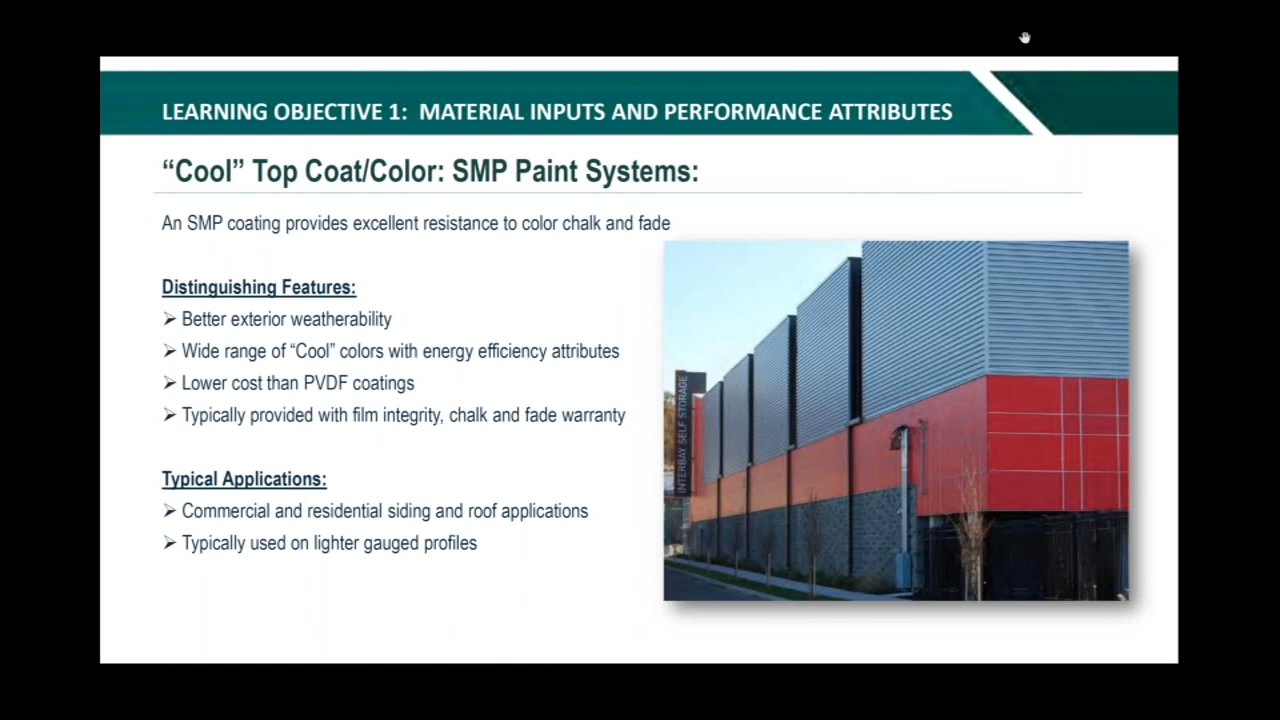 LEARNING OBJECTIVE 1: MATERIAL INPUTS AND PERFORMANCE ATTRIBUTES
“Cool” Top Coat/Color: SMP Paint Systems:
An SMP coating provides excellent resistance to color chalk and fade
Distinguishing Features:
➢ Better exterior weatherability
➢ Wide range of “Cool” colors with energy efficiency attributes
➢ Lower cost than PVDF coatings
➢ Typically provided with film integrity, chalk and fade warranty
Typical Applications:
➢ Commercial and residential siding and roof applications
➢ Typically used on lighter gauged profiles
INTERBAY SELF STORAGE